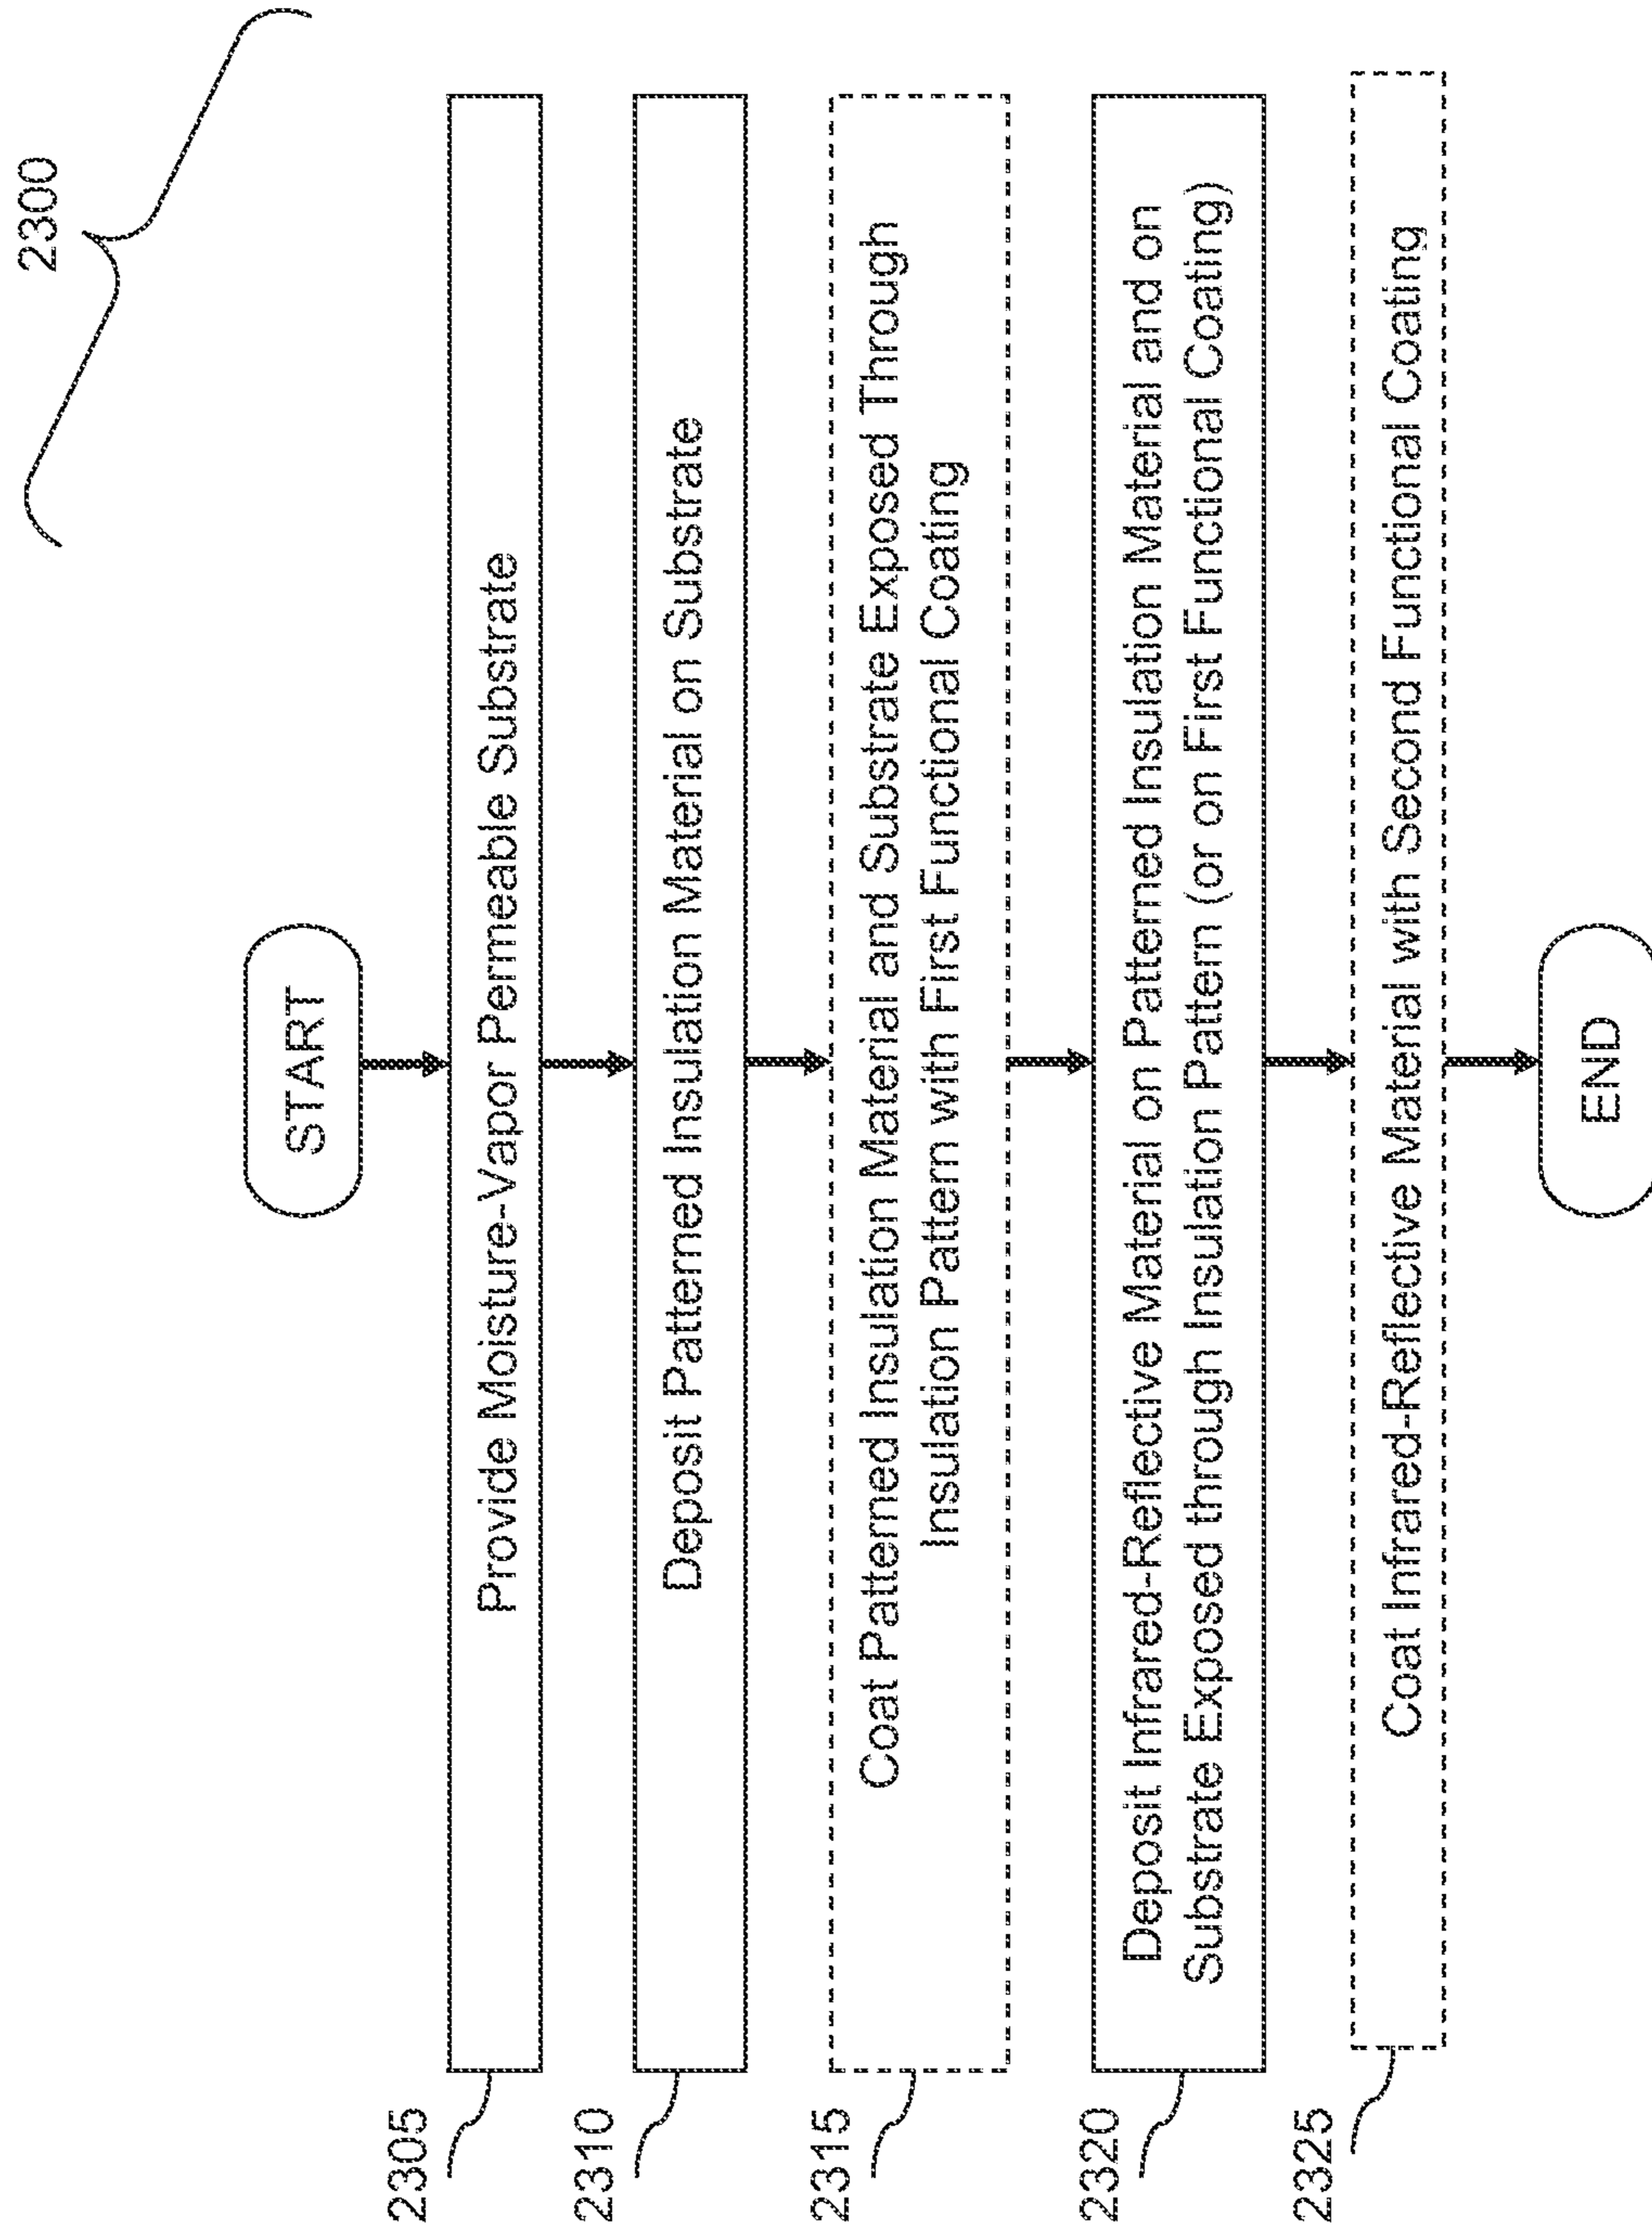 2300
START
2305
Provide Moisture-Vapor Permeable Substrate
2310
Deposit Patterned Insulation Material on Substrate
2315
Coat Patterned Insulation Material and Substrate Exposed Through
Insulation Pattern with First Functional Coating
2320
Deposit Infrared-Reflective Material on Patterned Insulation Material and on
Substrate Exposed through Insulation Pattern (or on First Functional Coating)
2325
Coat Infrared-Reflective Material with Second Functional Coating
END